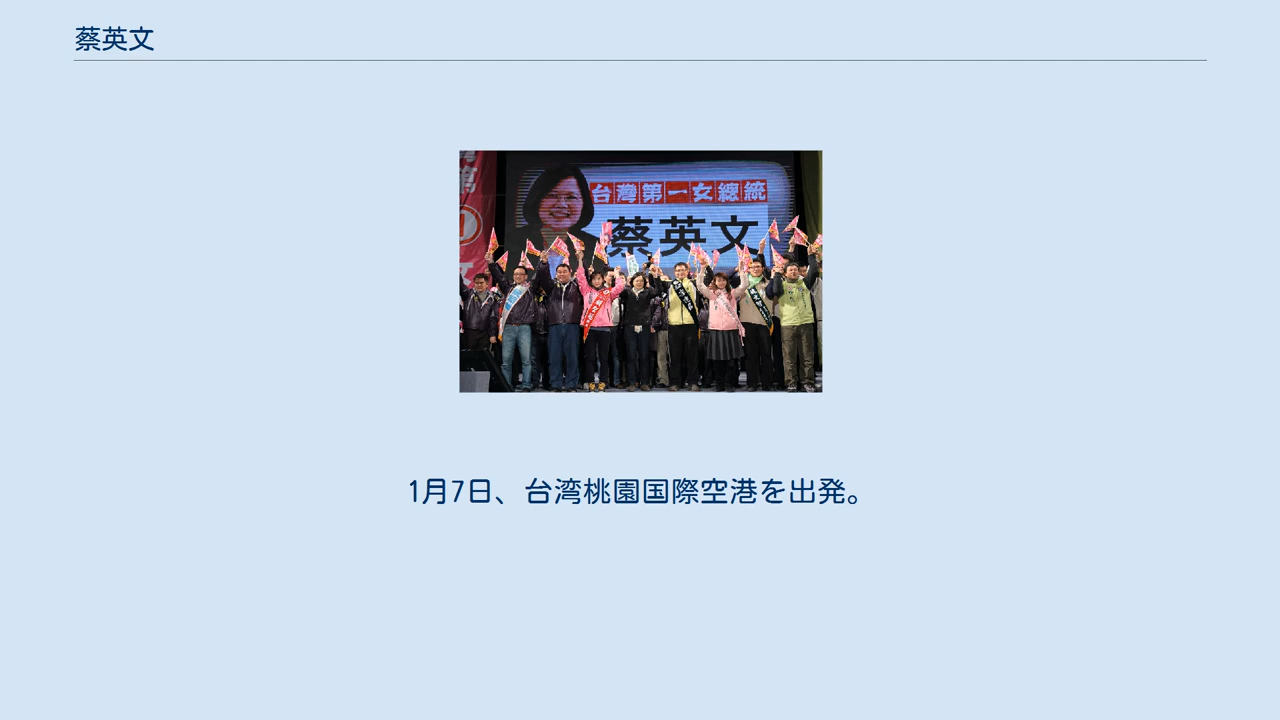 蔡英文
台灣第一女總統
蔡英文
1月7日、台湾桃園国際空港を出発。